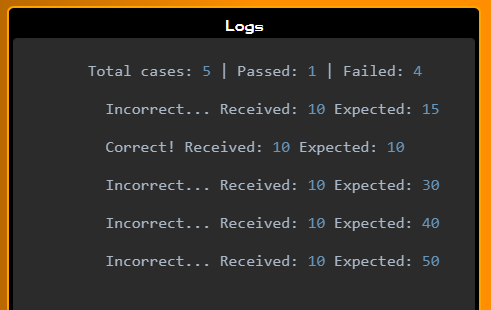 Logs
Total cases: 5 | Passed: 1 | Failed: 4
Incorrect... Received: 10 Expected: 15
Correct! Received: 10 Expected: 10
Incorrect... Received: 10 Expected: 30
Incorrect... Received: 10 Expected: 40
Incorrect... Received: 10 Expected: 50